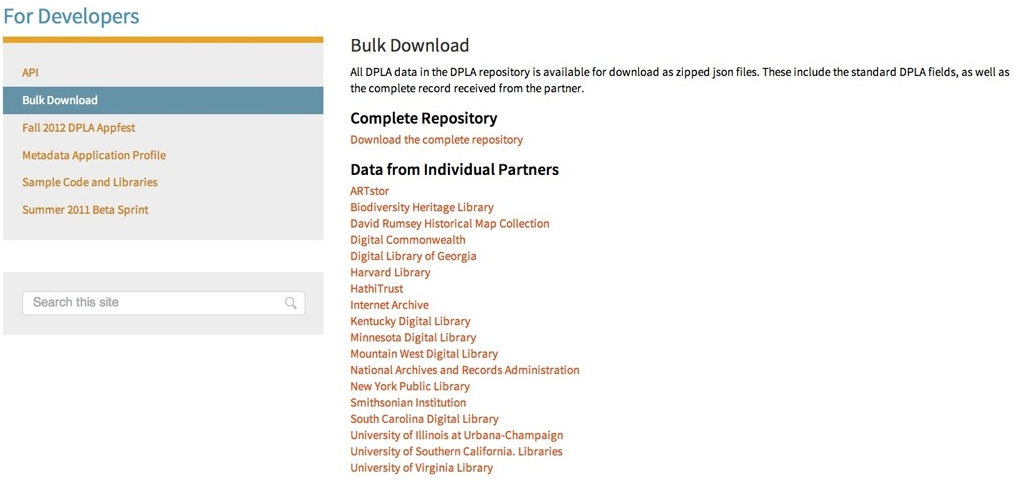 For Developers
API
Bulk Download
Fall 2012 DPLA Appfest
Metadata Application Profile
Sample Code and Libraries
Summer 2011 Beta Sprint
Search this site
Bulk Download
All DPLA data in the DPLA repository is available for download as zipped json files. These include the standard DPLA fields, as well as
the complete record received from the partner.
Complete Repository
Download the complete repository
Data from Individual Partners
ARTstor
Biodiversity Heritage Library
David Rumsey Historical Map Collection
Digital Commonwealth
Digital Library of Georgia
Harvard Library
HathiTrust
Internet Archive
Kentucky Digital Library
Minnesota Digital Library
Mountain West Digital Library
National Archives and Records Administration
New York Public Library
Smithsonian Institution
South Carolina Digital Library
University of Illinois at Urbana-Champaign
University of Southern California. Libraries
University of Virginia Library